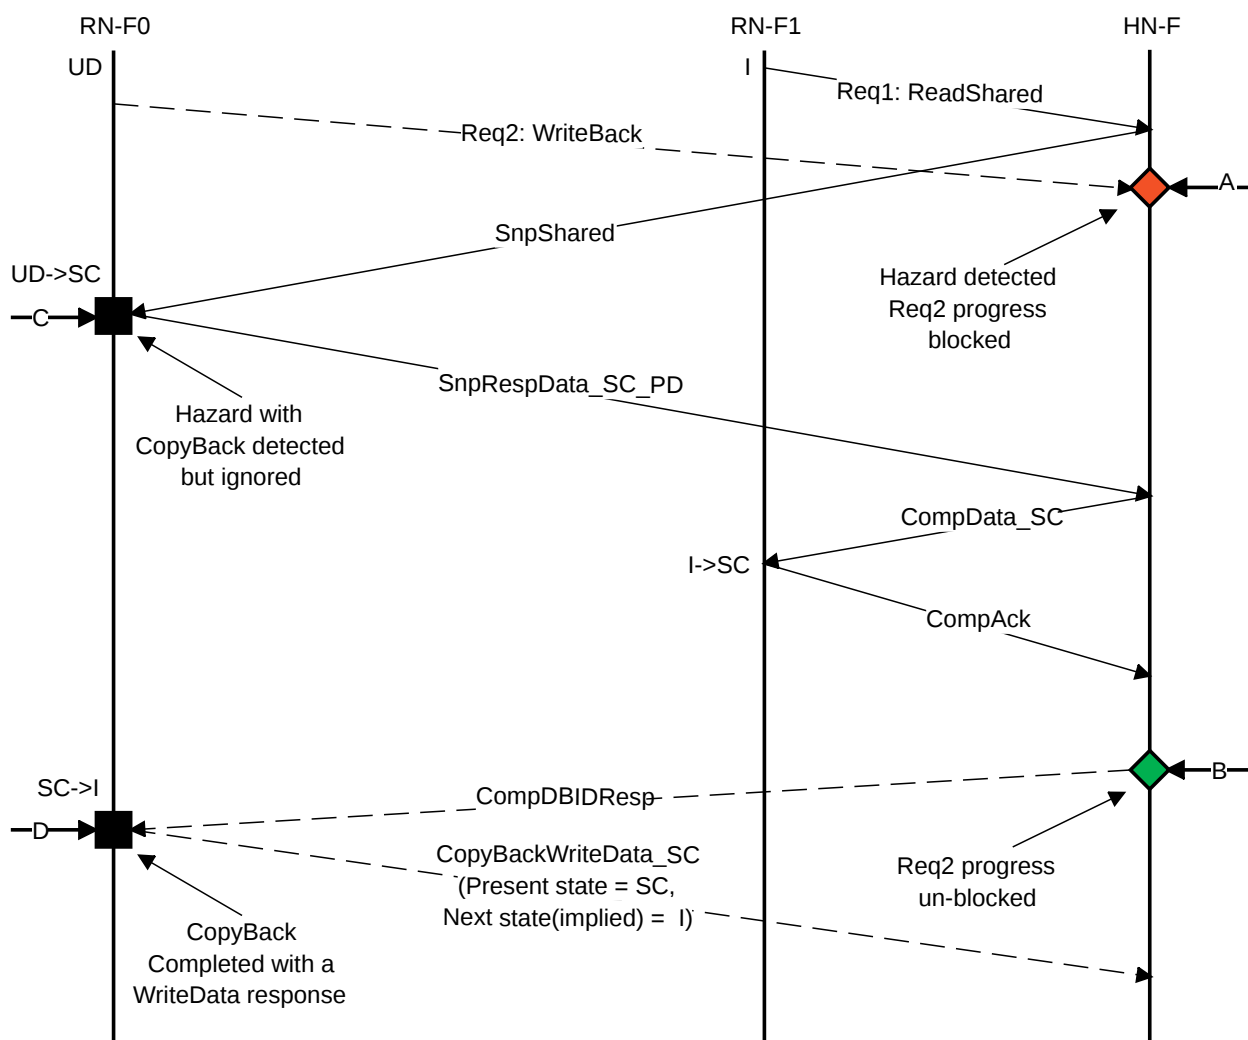 RN-F0
RN-F1
HN-F
UD
I
Req1: ReadShared
Req2: WriteBack
A
SnpShared
UD->SC
C
Hazard detected
Req2 progress
blocked
SnpRespData_SC_PD
Hazard with
CopyBack detected
but ignored
CompData_SC
I->SC
CompAck
B
SC->I
CompDBIDResp
D
CopyBackWriteData_SC
(Present state = SC,
Next state(implied) =  I)
Req2 progress
un-blocked
CopyBack
Completed with a
WriteData response